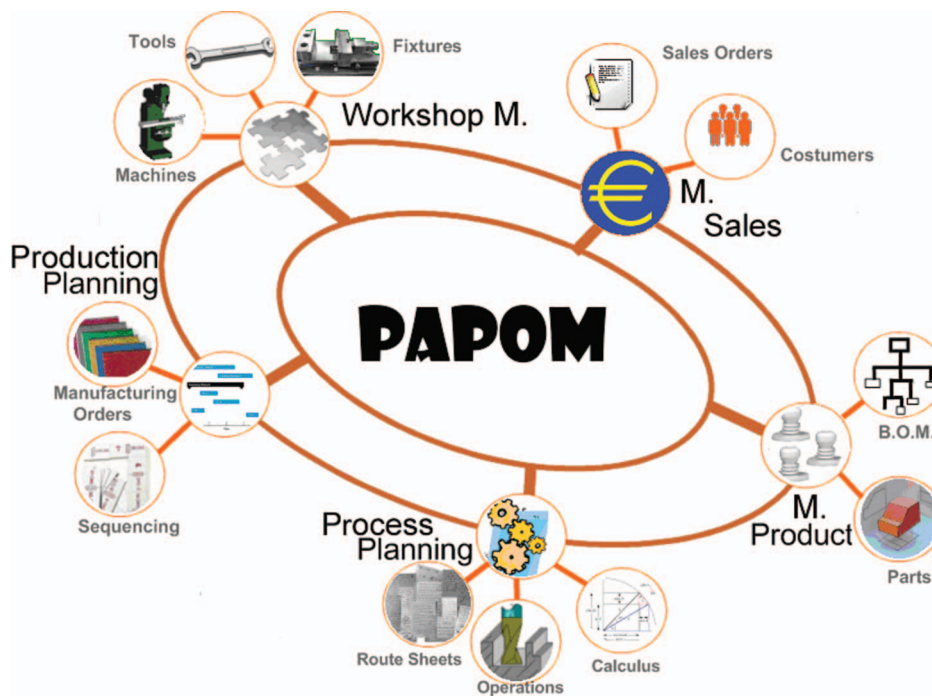 Tools
Fixtures
Workshop M.
Machines
Sales Orders
Costumers
M.
Sales
Production
Planning
Manufacturing
Orders
Sequencing
PAPOM
B.O.M.
M.
Product
Parts
Process
Planning
Route Sheets
Operations
Calculus